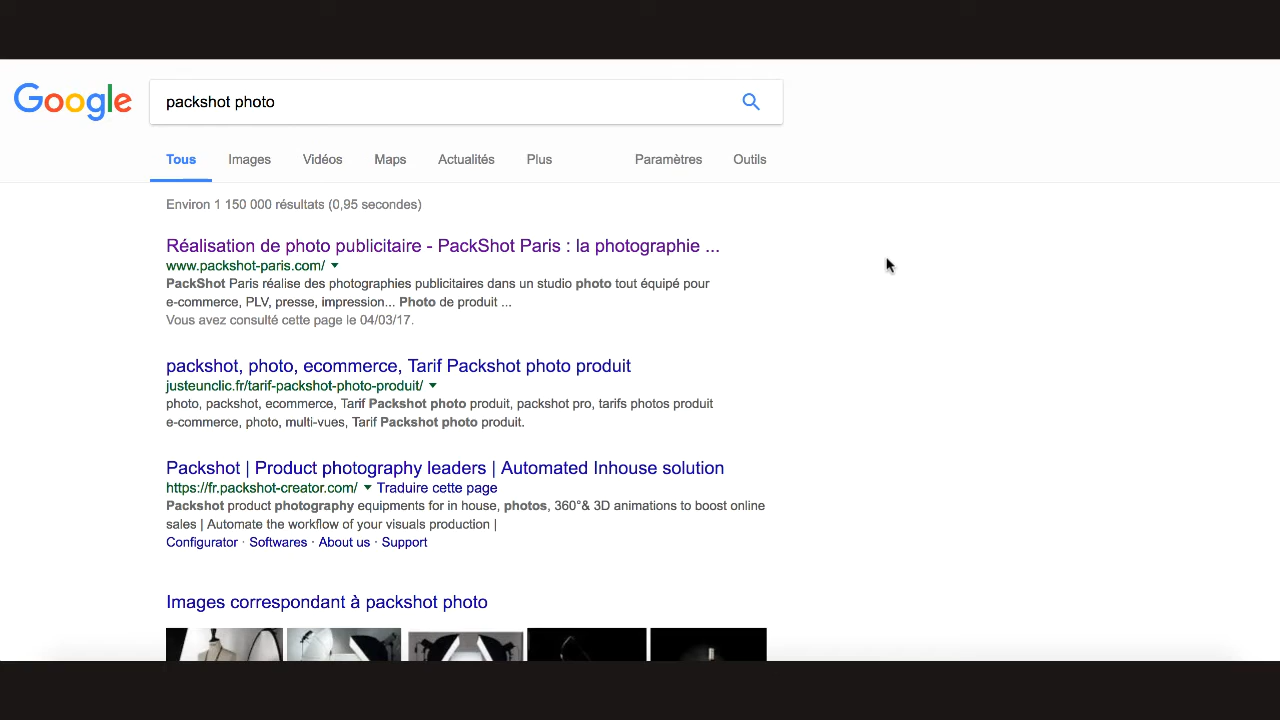 Google
packshot photo
Tous Images Vidéos Maps Actualités Plus Paramètres Outils
Environ 1 150 000 résultats (0,95 secondes)
Réalisation de photo publicitaire - PackShot Paris : la photographie ...
www.packshot-paris.com/
PackShot Paris réalise des photographies publicitaires dans un studio photo tout équipé pour
e-commerce, PLV, presse, impression... Photo de produit ...
Vous avez consulté cette page le 04/03/17.
packshot, photo, ecommerce, Tarif Packshot photo produit
justeunclic.fr/tarif-packshot-photo-produit/
photo, packshot, ecommerce, Tarif Packshot photo produit, packshot pro, tarifs photos produit
e-commerce, photo, multi-vues, Tarif Packshot photo produit.
Packshot | Product photography leaders | Automated Inhouse solution
https://fr.packshot-creator.com/ Traduire cette page
Packshot product photography equipments for in house, photos, 360°& 3D animations to boost online
sales | Automate the workflow of your visuals production |
Configurator · Softwares · About us · Support
Images correspondant à packshot photo